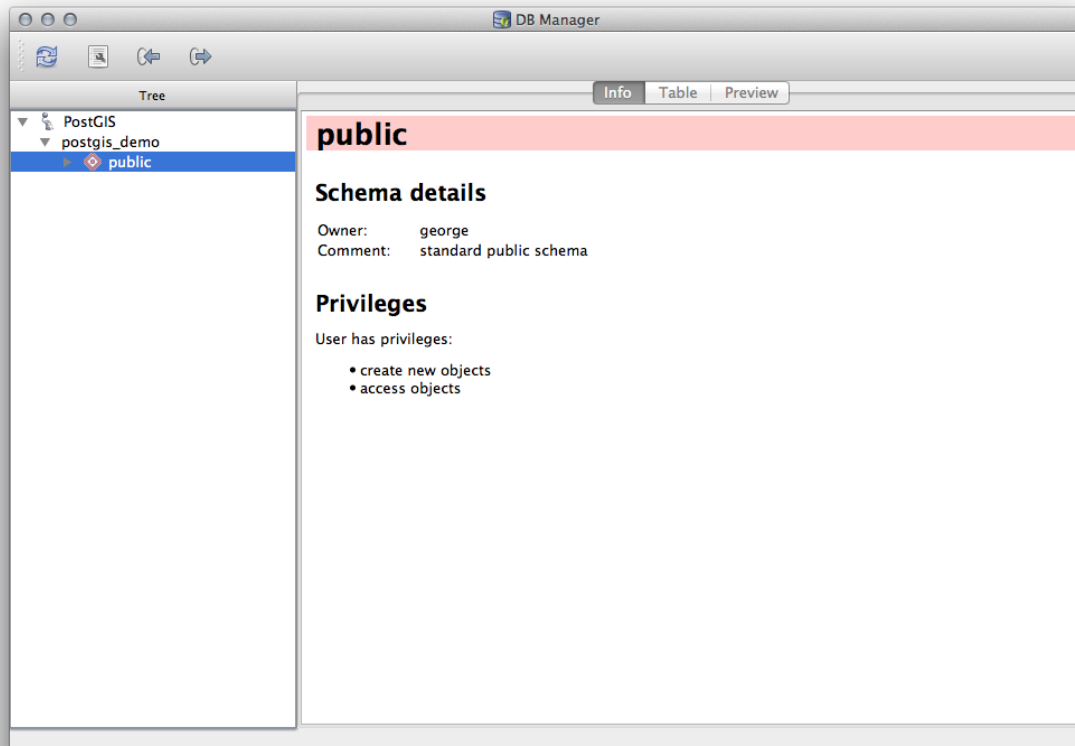 DB Manager
Tree
Info Table Preview
PostGIS
postgis_demo
public
public
Schema details
Owner: george
Comment: standard public schema
Privileges
User has privileges:
• create new objects
• access objects